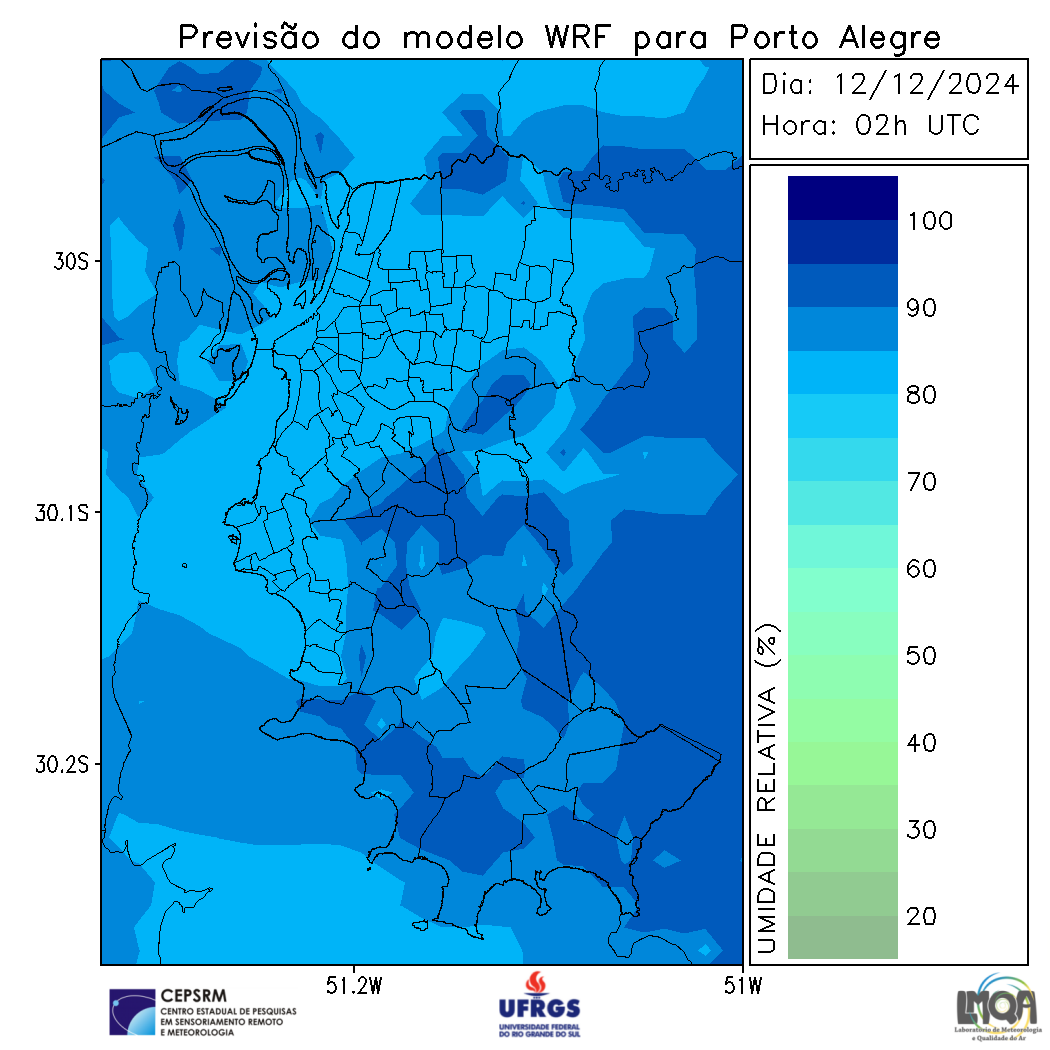 Previsão do modelo WRF para Porto Alegre
Dia: 12/12/2024
Hora: 02h UTC
30S
30.1S
30.2S
51.2W
51W
100
90
80
70
60
50
40
30
20
UMIDADE RELATIVA (%)
CEPSRM
CENTRO ESTADUAL DE PESQUISAS
EM SENSORIAMENTO REMOTO
E METEOROLOGIA
UFRGS
UNIVERSIDADE FEDERAL
DO RIO GRANDE DO SUL
LMQA
Laboratório de Meteorologia
e Qualidade do Ar